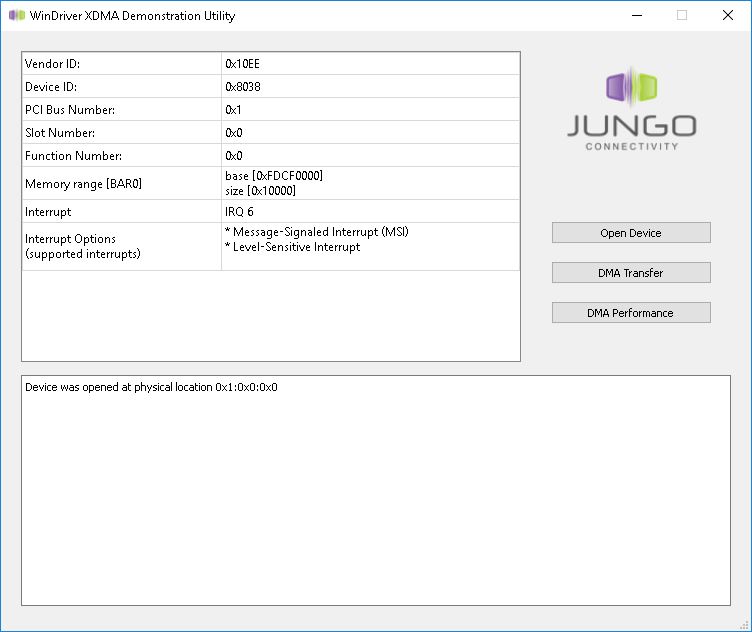 WinDriver XDMA Demonstration Utility
Vendor ID: 0x10EE
Device ID: 0x8038
PCI Bus Number: 0x1
Slot Number: 0x0
Function Number: 0x0
Memory range [BAR0] base [0xFDCF0000]
size [0x10000]
Interrupt IRQ 6
Interrupt Options
(supported interrupts)
* Message-Signaled Interrupt (MSI)
* Level-Sensitive Interrupt
JUNGO
CONNECTIVITY
Open Device
DMA Transfer
DMA Performance
Device was opened at physical location 0x1:0x0:0x0